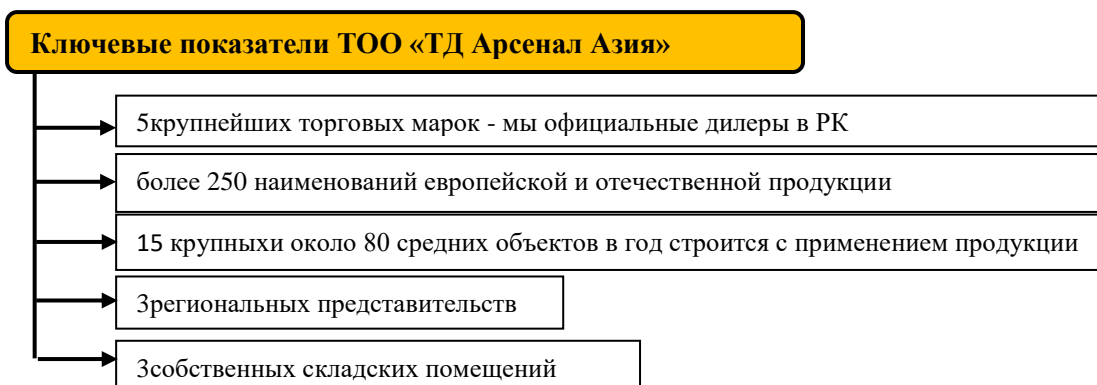 Ключевые показатели ТОО «ТД Арсенал Азия»
5крупнейших торговых марок - мы официальные дилеры в РК
более 250 наименований европейской и отечественной продукции
15 крупныхи около 80 средних объектов в год строится с применением продукции
3региональных представительств
3собственных складских помещений